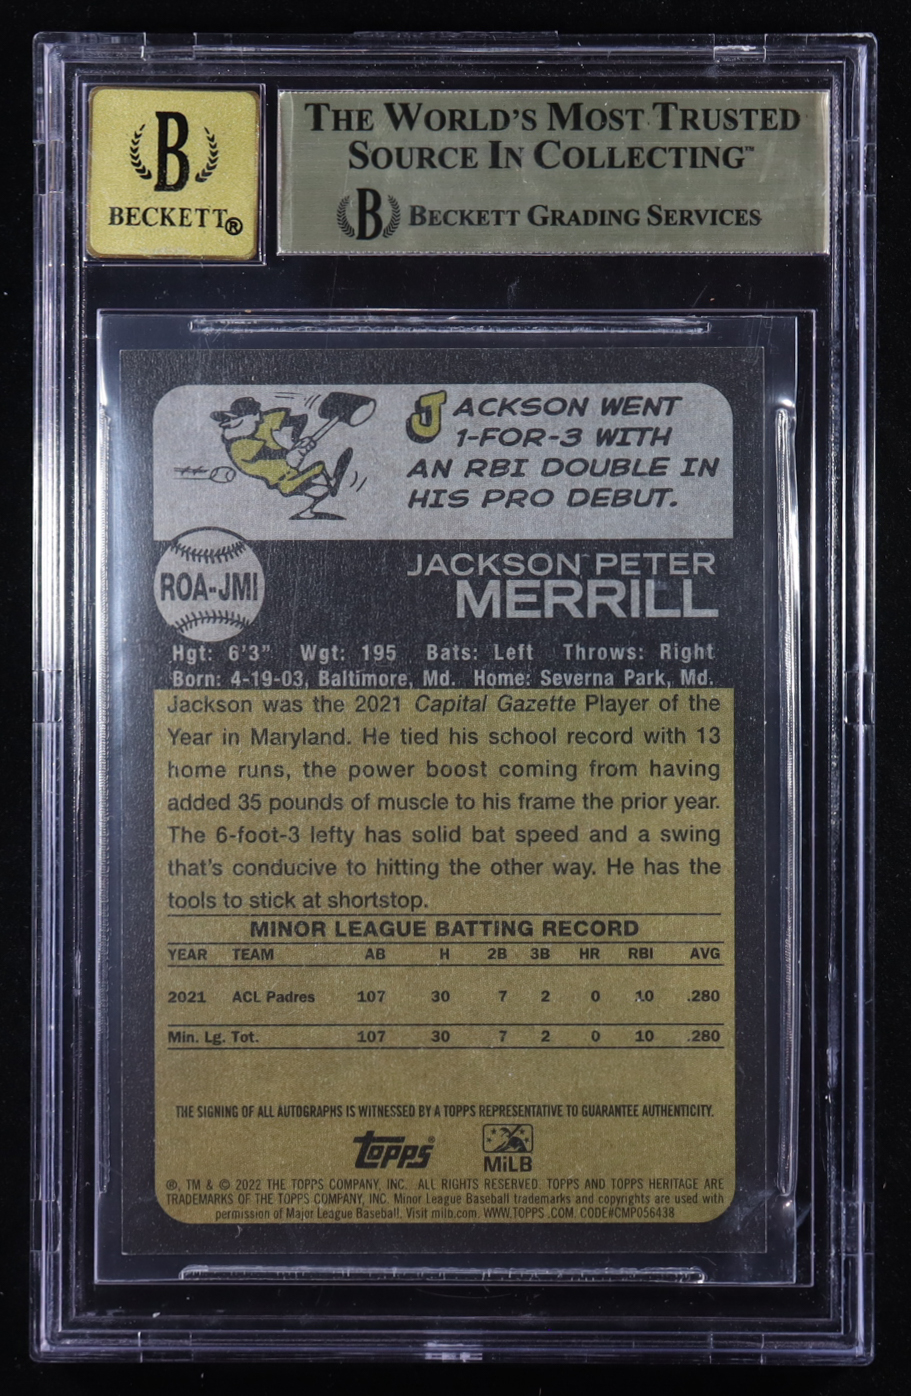 B
BECKETT®
THE WORLD'S MOST TRUSTED
SOURCE IN COLLECTING™
B BECKETT GRADING SERVICES
JACKSON WENT
1-FOR-3 WITH
AN RBI DOUBLE IN
HIS PRO DEBUT.
ROA-JMI
JACKSON PETER
MERRILL
Hgt: 6'3" Wgt: 195 Bats: Left Throws: Right
Born: 4-19-03, Baltimore, Md. Home: Severna Park, Md.
Jackson was the 2021 Capital Gazette Player of the
Year in Maryland. He tied his school record with 13
home runs, the power boost coming from having
added 35 pounds of muscle to his frame the prior year.
The 6-foot-3 lefty has solid bat speed and a swing
that's conducive to hitting the other way. He has the
tools to stick at shortstop.
MINOR LEAGUE BATTING RECORD
YEAR TEAM AB H 2B 3B HR RBI AVG
2021 ACL Padres 107 30 7 2 0 10 .280
Min. Lg. Tot. 107 30 7 2 0 10 .280
THE SIGNING OF ALL AUTOGRAPHS IS WITNESSED BY A TOPPS REPRESENTATIVE TO GUARANTEE AUTHENTICITY.
topps®
MiLB
®, TM & © 2022 THE TOPPS COMPANY, INC. ALL RIGHTS RESERVED. TOPPS AND TOPPS HERITAGE ARE
TRADEMARKS OF THE TOPPS COMPANY, INC. Minor League Baseball trademarks and copyrights are used with
permission of Major League Baseball. Visit milb.com. WWW.TOPPS.COM. CODE#CMP056438